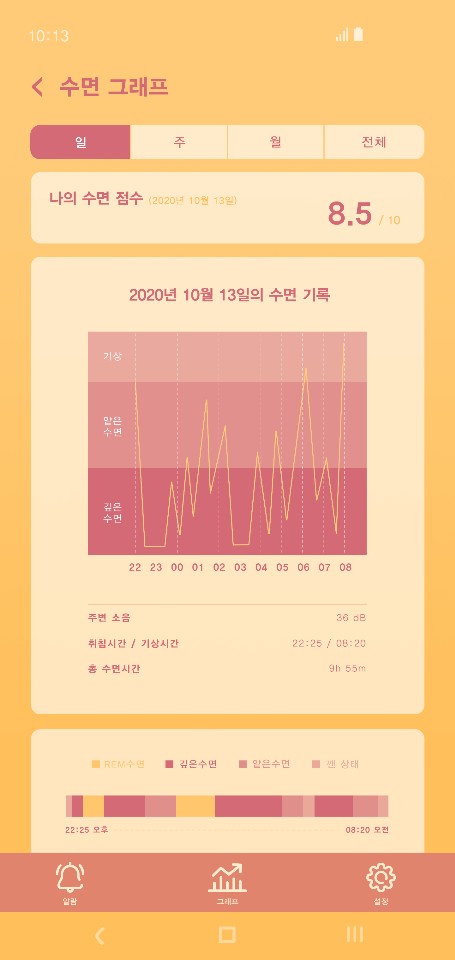 10:13
수면 그래프
일 주 월 전체
나의 수면 점수 (2020년 10월 13일)
8.5 / 10
2020년 10월 13일의 수면 기록
기상
얕은
수면
깊은
수면
22 23 00 01 02 03 04 05 06 07 08
주변 소음 36 dB
취침시간 / 기상시간 22:25 / 08:20
총 수면시간 9h 55m
REM수면 깊은수면 얕은수면 깬 상태
22:25 오후 08:20 오전
알람 그래프 설정